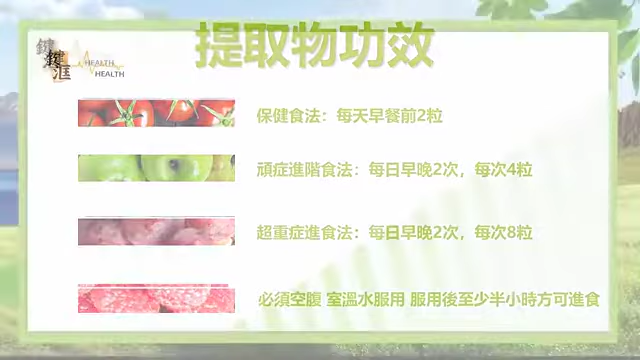 提取物功效
鍵
鍵
滙
HEALTH
HEALTH
保健食法：每天早餐前2粒
頑症進階食法：每日早晚2次，每次4粒
超重症進食法：每日早晚2次，每次8粒
必須空腹 室溫水服用 服用後至少半小時方可進食